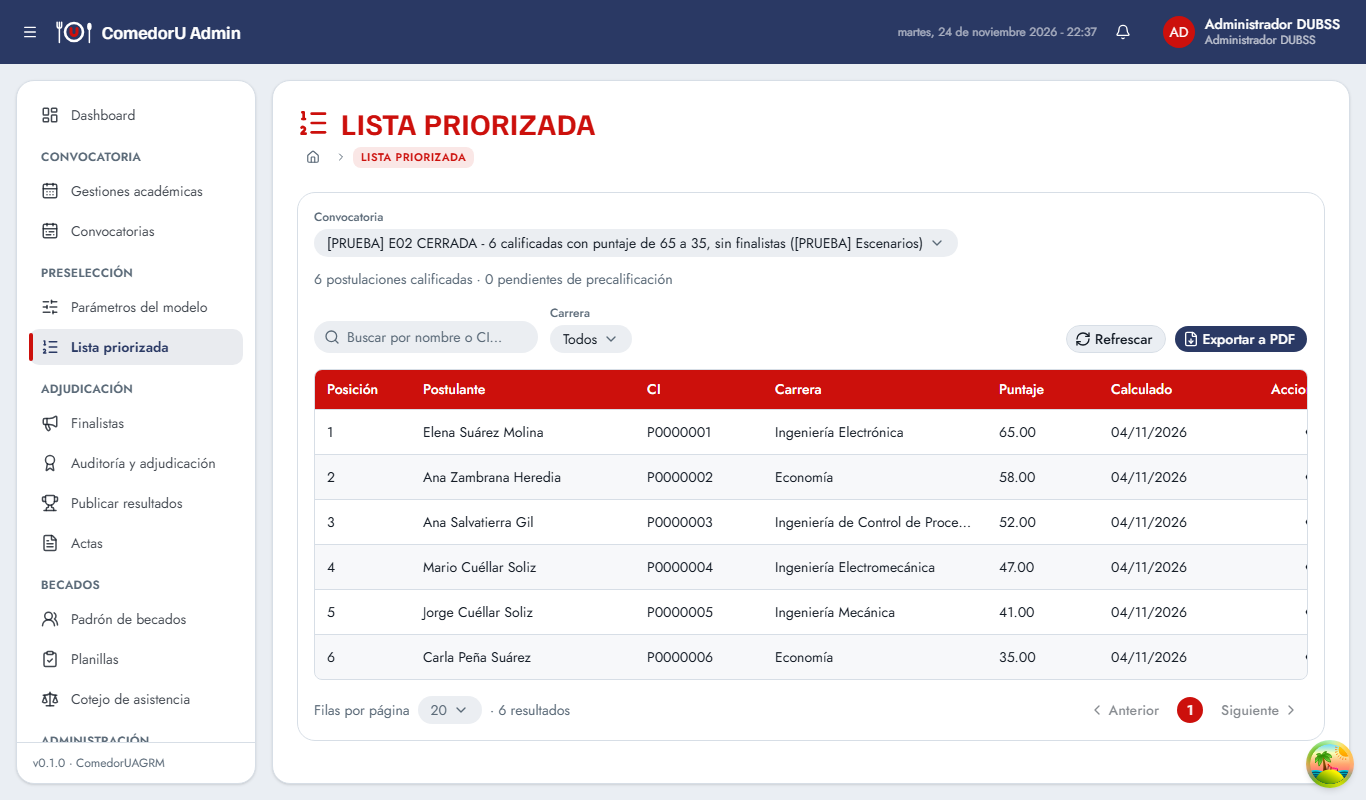 ComedorU Admin
martes, 24 de noviembre 2026 - 22:37
AD
Administrador DUBSS
Administrador DUBSS
Dashboard
CONVOCATORIA
Gestiones académicas
Convocatorias
PRESELECCIÓN
Parámetros del modelo
Lista priorizada
ADJUDICACIÓN
Finalistas
Auditoría y adjudicación
Publicar resultados
Actas
BECADOS
Padrón de becados
Planillas
Cotejo de asistencia
ADMINISTRACIÓN
v0.1.0 · ComedorUAGRM
LISTA PRIORIZADA
LISTA PRIORIZADA
Convocatoria
[PRUEBA] E02 CERRADA - 6 calificadas con puntaje de 65 a 35, sin finalistas ([PRUEBA] Escenarios)
6 postulaciones calificadas · 0 pendientes de precalificación
Buscar por nombre o CI...
Carrera
Todos
Refrescar
Exportar a PDF
Posición Postulante CI Carrera Puntaje Calculado Accio
1 Elena Suárez Molina P0000001 Ingeniería Electrónica 65.00 04/11/2026
2 Ana Zambrana Heredia P0000002 Economía 58.00 04/11/2026
3 Ana Salvatierra Gil P0000003 Ingeniería de Control de Proce... 52.00 04/11/2026
4 Mario Cuéllar Soliz P0000004 Ingeniería Electromecánica 47.00 04/11/2026
5 Jorge Cuéllar Soliz P0000005 Ingeniería Mecánica 41.00 04/11/2026
6 Carla Peña Suárez P0000006 Economía 35.00 04/11/2026
Filas por página 20 · 6 resultados
Anterior 1 Siguiente